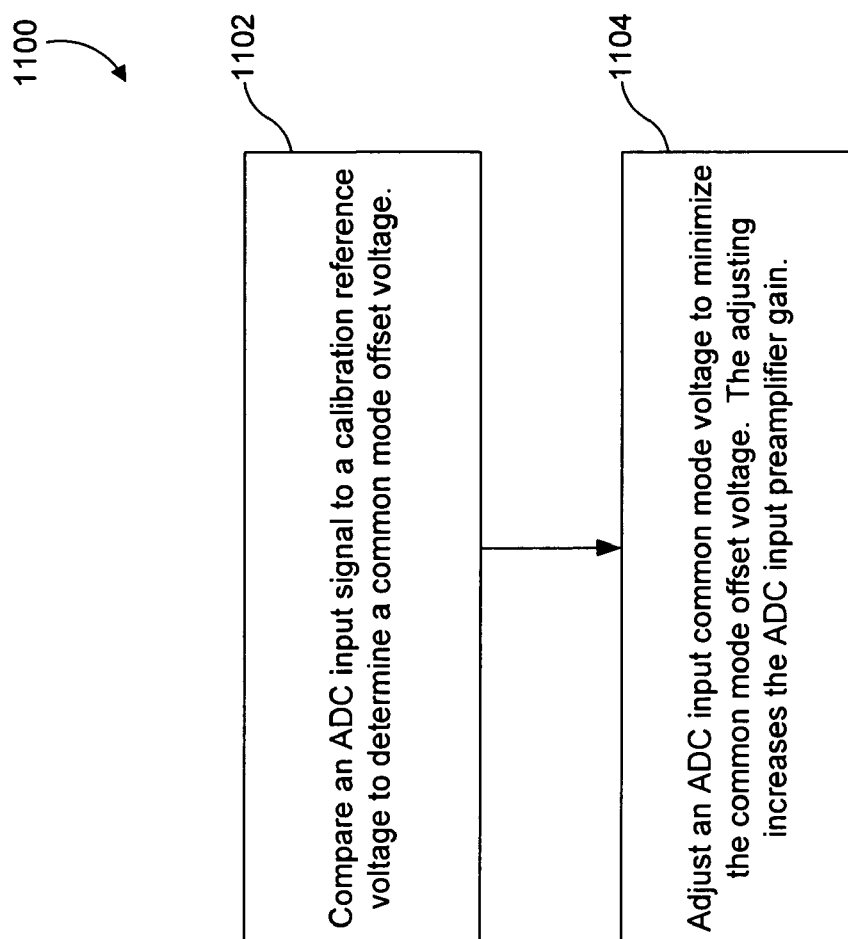 1100
1102
Compare an ADC input signal to a calibration reference
voltage to determine a common mode offset voltage.
1104
Adjust an ADC input common mode voltage to minimize
the common mode offset voltage. The adjusting
increases the ADC input preamplifier gain.